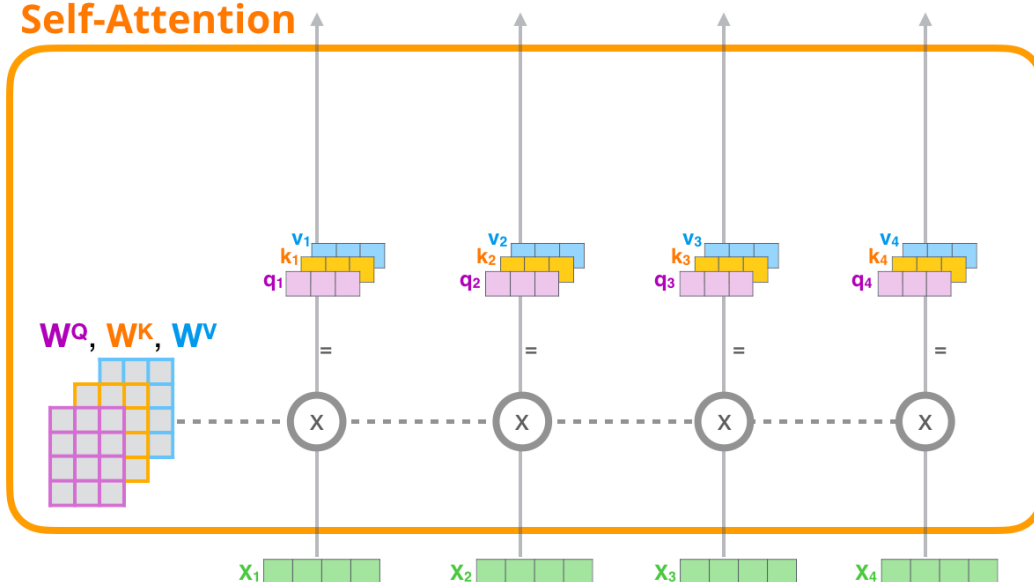 Self-Attention
v1 v2 v3 v4
k1 k2 k3 k4
q1 q2 q3 q4
WQ, WK, WV
= = = =
X X X X
X1 X2 X3 X4